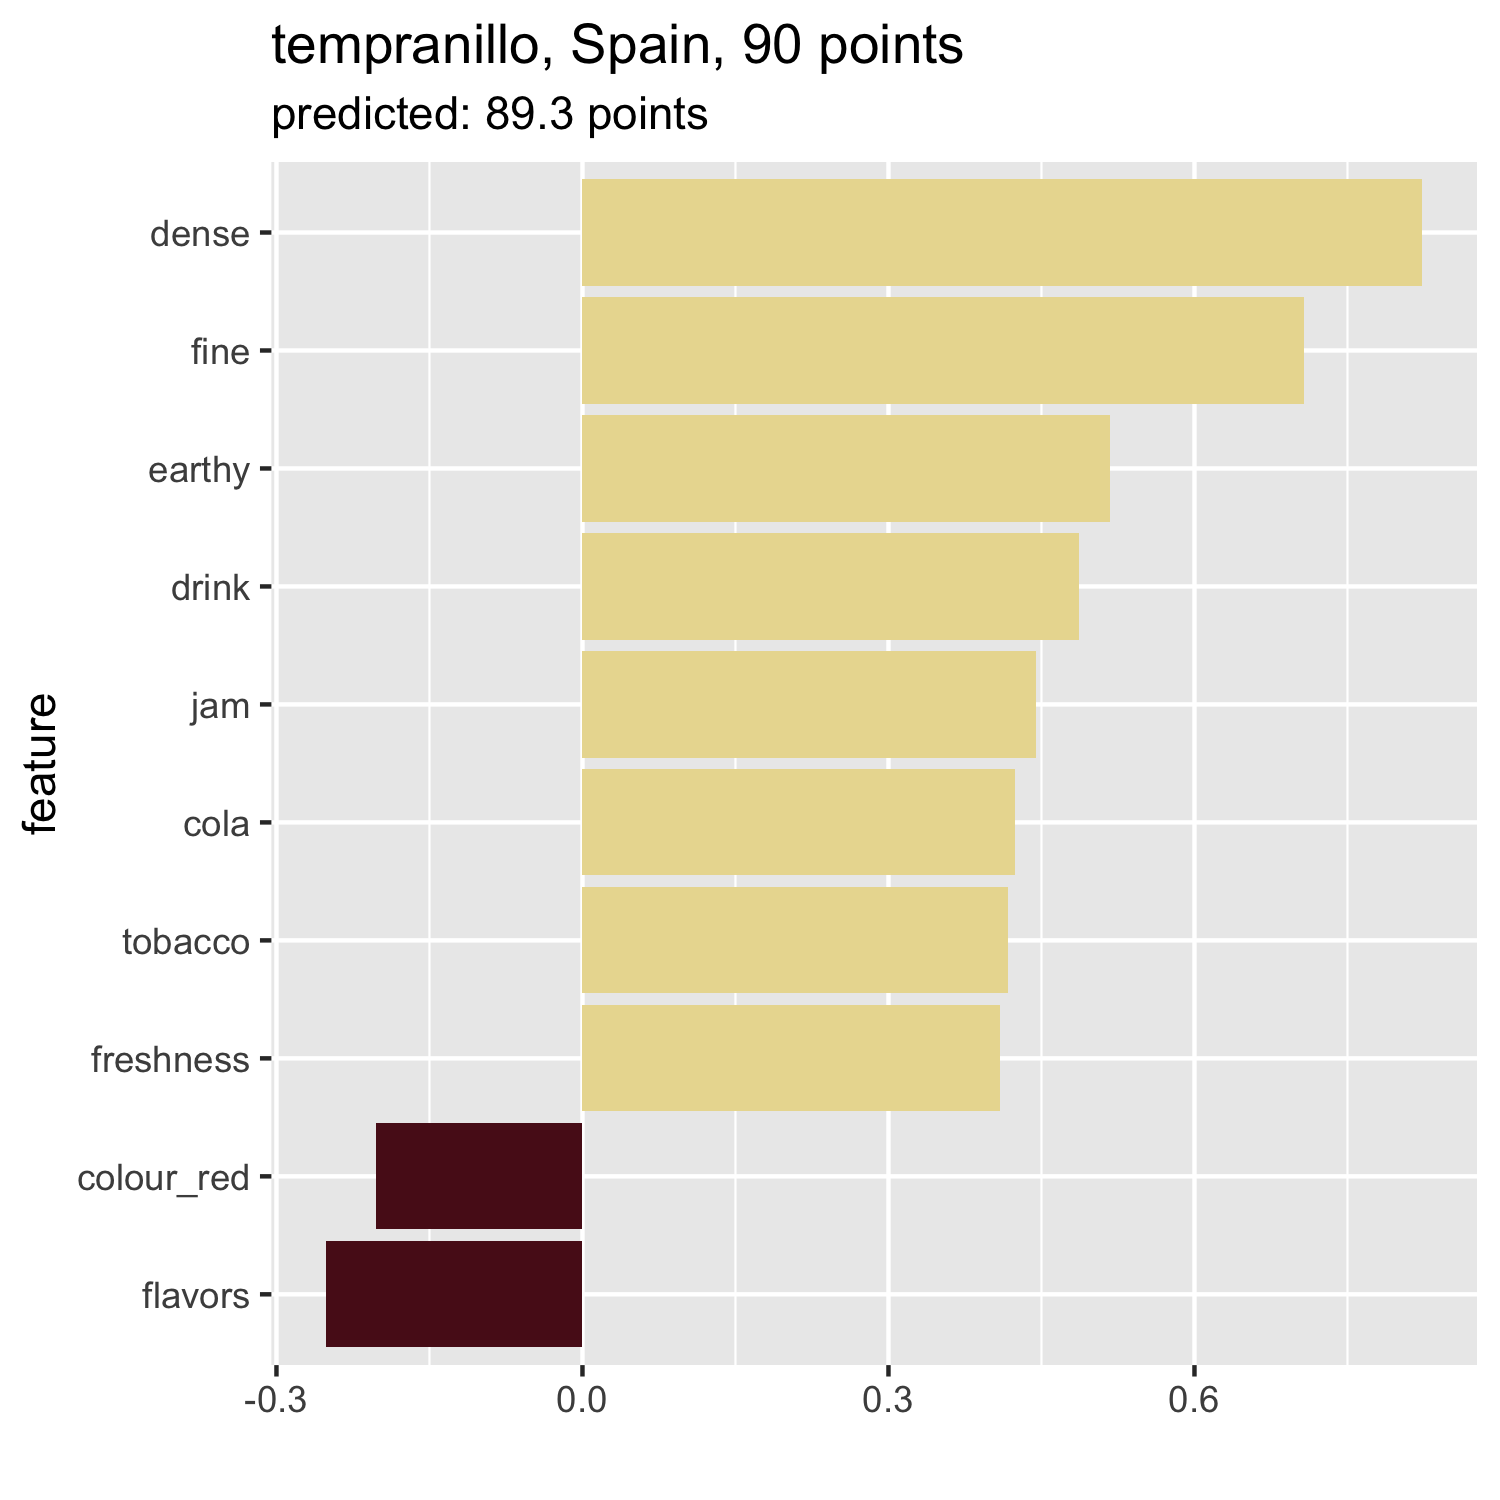 tempranillo, Spain, 90 points
predicted: 89.3 points
dense
fine
earthy
drink
jam
cola
tobacco
freshness
colour_red
flavors
feature
-0.3 0.0 0.3 0.6